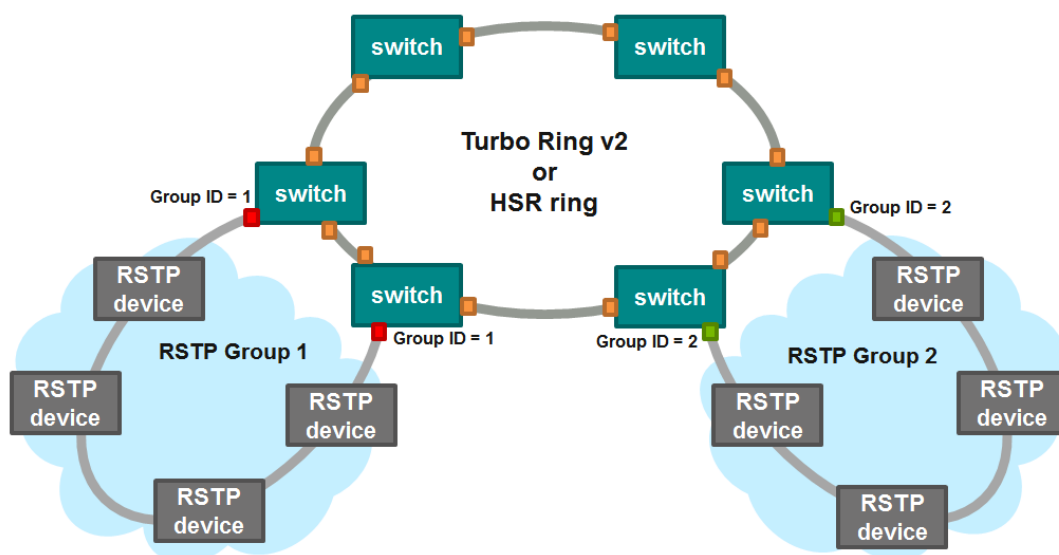 switch
switch
Turbo Ring v2
or
HSR ring
Group ID = 1
switch
switch
Group ID = 2
switch
switch
Group ID = 1
Group ID = 2
RSTP
device
RSTP Group 1
RSTP
device
RSTP
device
RSTP
device
RSTP
device
RSTP Group 2
RSTP
device
RSTP
device
RSTP
device